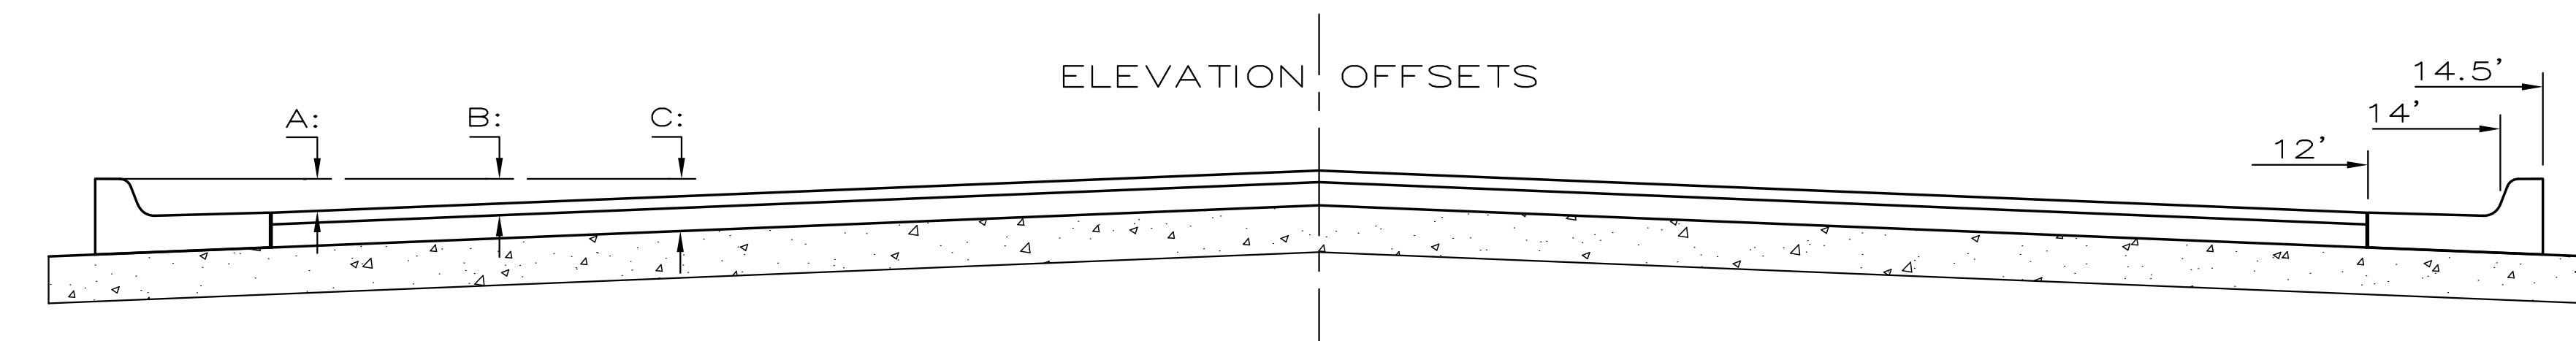 ELEVATION OFFSETS
14.5'
14'
12'
A:
B:
C: